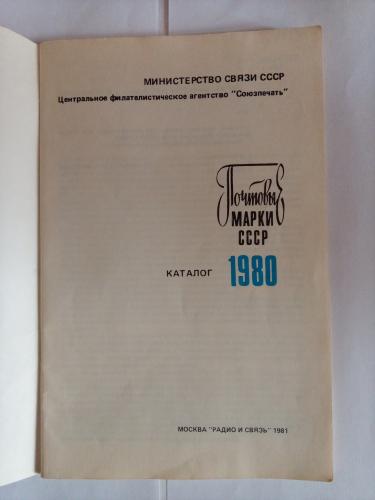 МИНИСТЕРСТВО СВЯЗИ СССР
Центральное филателистическое агентство "Союзпечать"
Почтовые
МАРКИ
СССР
КАТАЛОГ 1980
МОСКВА "РАДИО И СВЯЗЬ" 1981